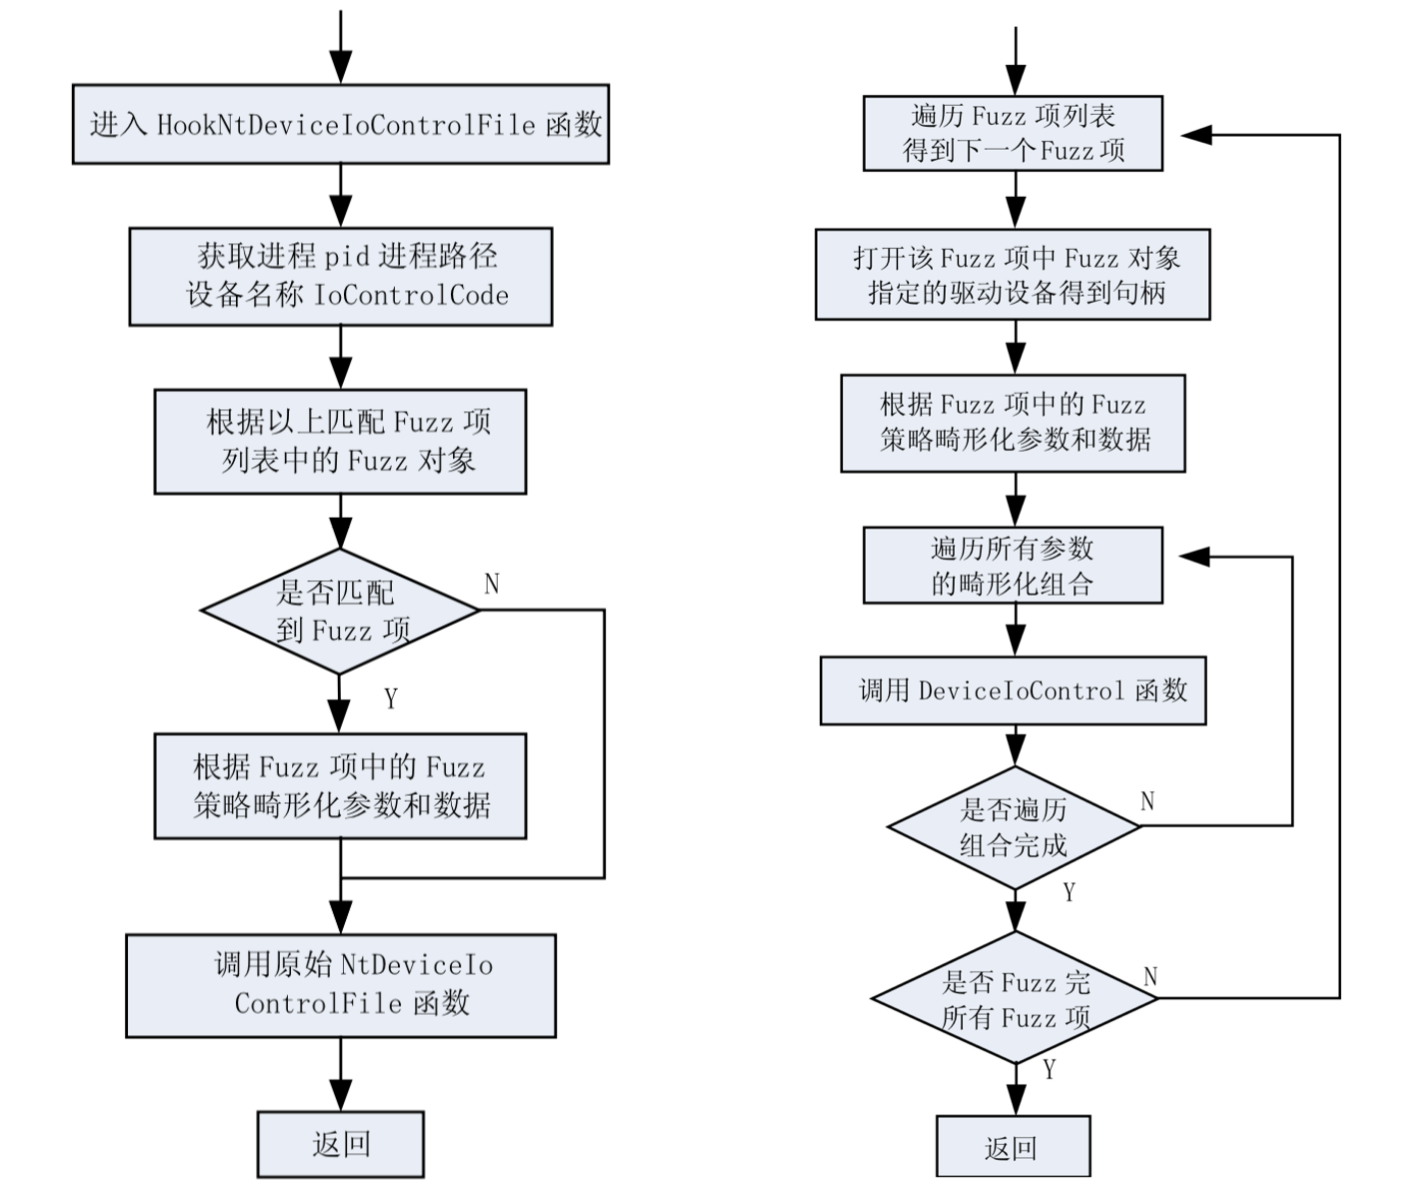 进入 HookNtDeviceIoControlFile 函数
获取进程 pid 进程路径
设备名称 IoControlCode
根据以上匹配 Fuzz 项
列表中的 Fuzz 对象
是否匹配
到 Fuzz 项
N
Y
根据 Fuzz 项中的 Fuzz
策略畸形化参数和数据
调用原始 NtDeviceIo
ControlFile 函数
返回
遍历 Fuzz 项列表
得到下一个 Fuzz 项
打开该 Fuzz 项中 Fuzz 对象
指定的驱动设备得到句柄
根据 Fuzz 项中的 Fuzz
策略畸形化参数和数据
遍历所有参数
的畸形化组合
调用 DeviceIoControl 函数
是否遍历
组合完成
N
Y
是否 Fuzz 完
所有 Fuzz 项
N
Y
返回